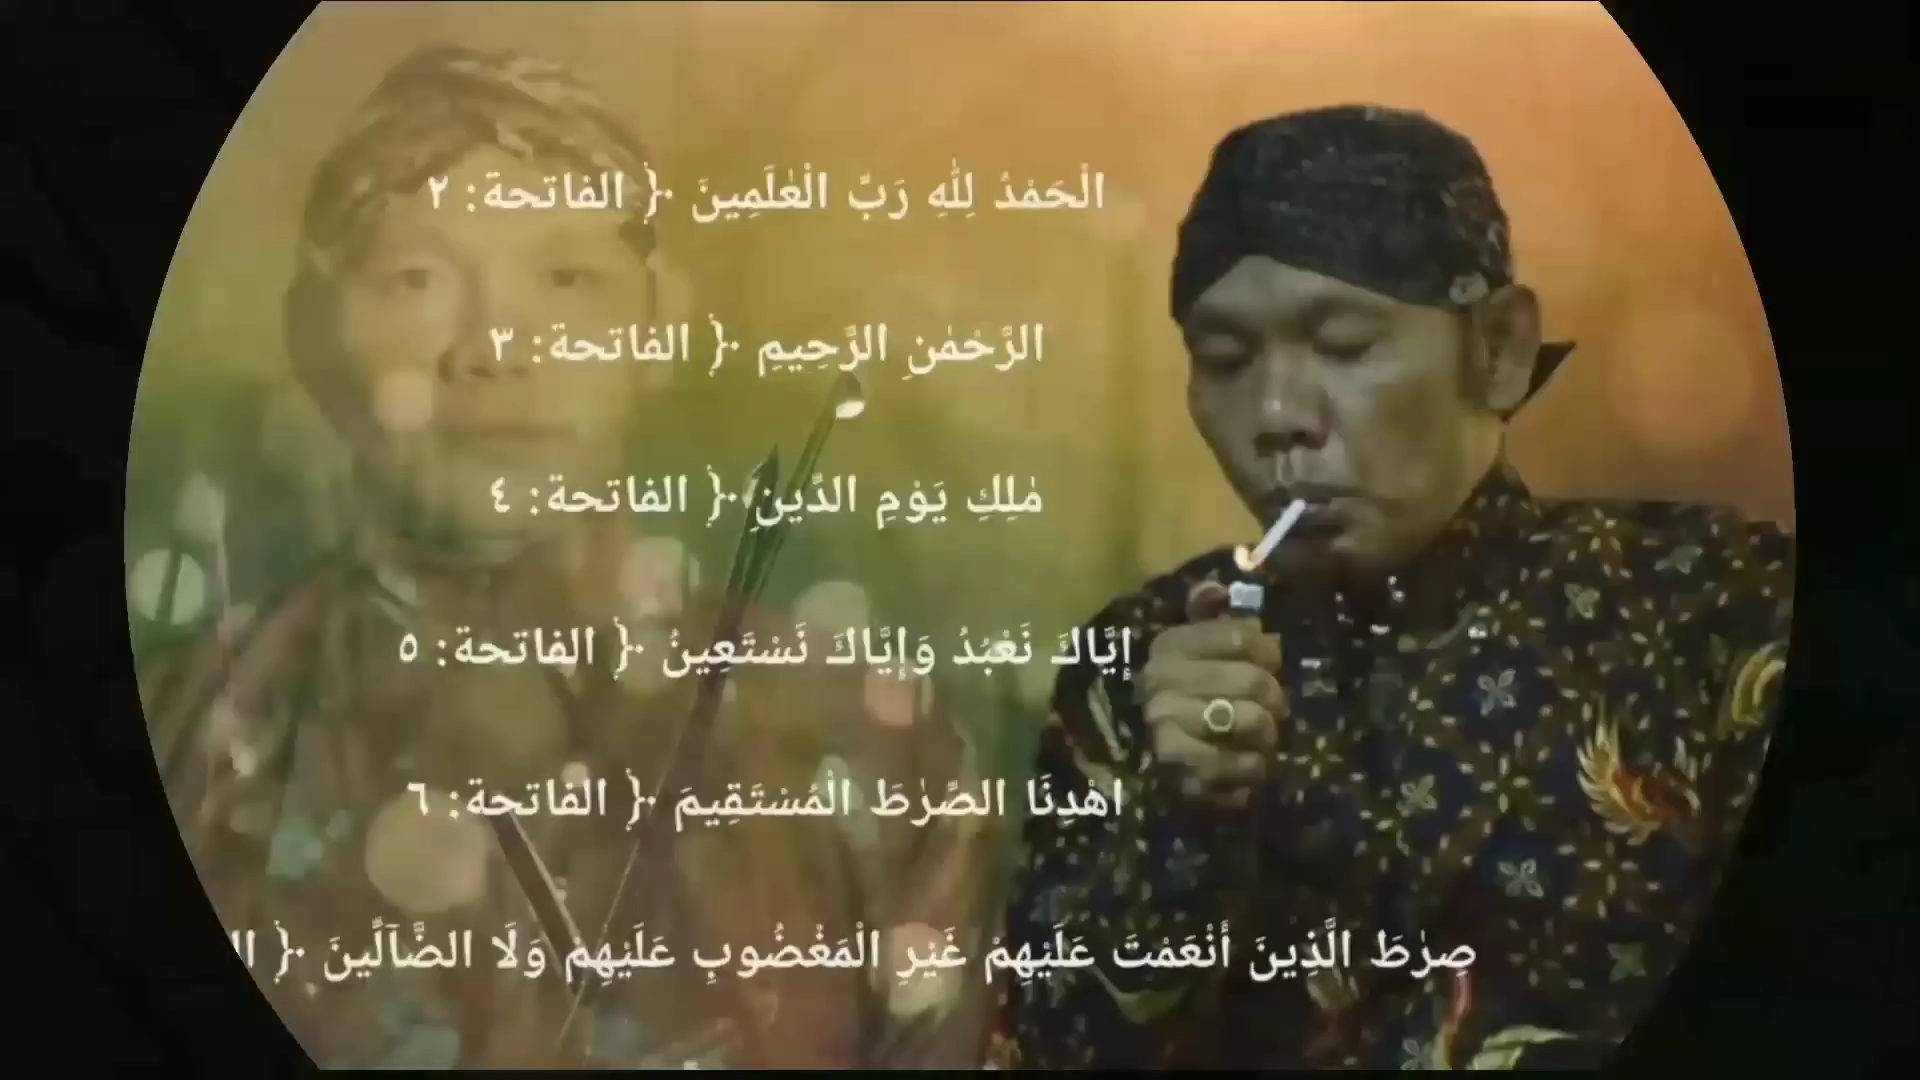 الْحَمْدُ لِلّٰهِ رَبِّ الْعٰلَمِينَ ﴿ الفاتحة: ٢
الرَّحْمٰنِ الرَّحِيمِ ﴿ الفاتحة: ٣
مٰلِكِ يَوْمِ الدِّينِ ﴿ الفاتحة: ٤
إِيَّاكَ نَعْبُدُ وَإِيَّاكَ نَسْتَعِينُ ﴿ الفاتحة: ٥
اهْدِنَا الصِّرٰطَ الْمُسْتَقِيمَ ﴿ الفاتحة: ٦
صِرٰطَ الَّذِينَ أَنْعَمْتَ عَلَيْهِمْ غَيْرِ الْمَغْضُوبِ عَلَيْهِمْ وَلَا الضَّآلِّينَ ﴿